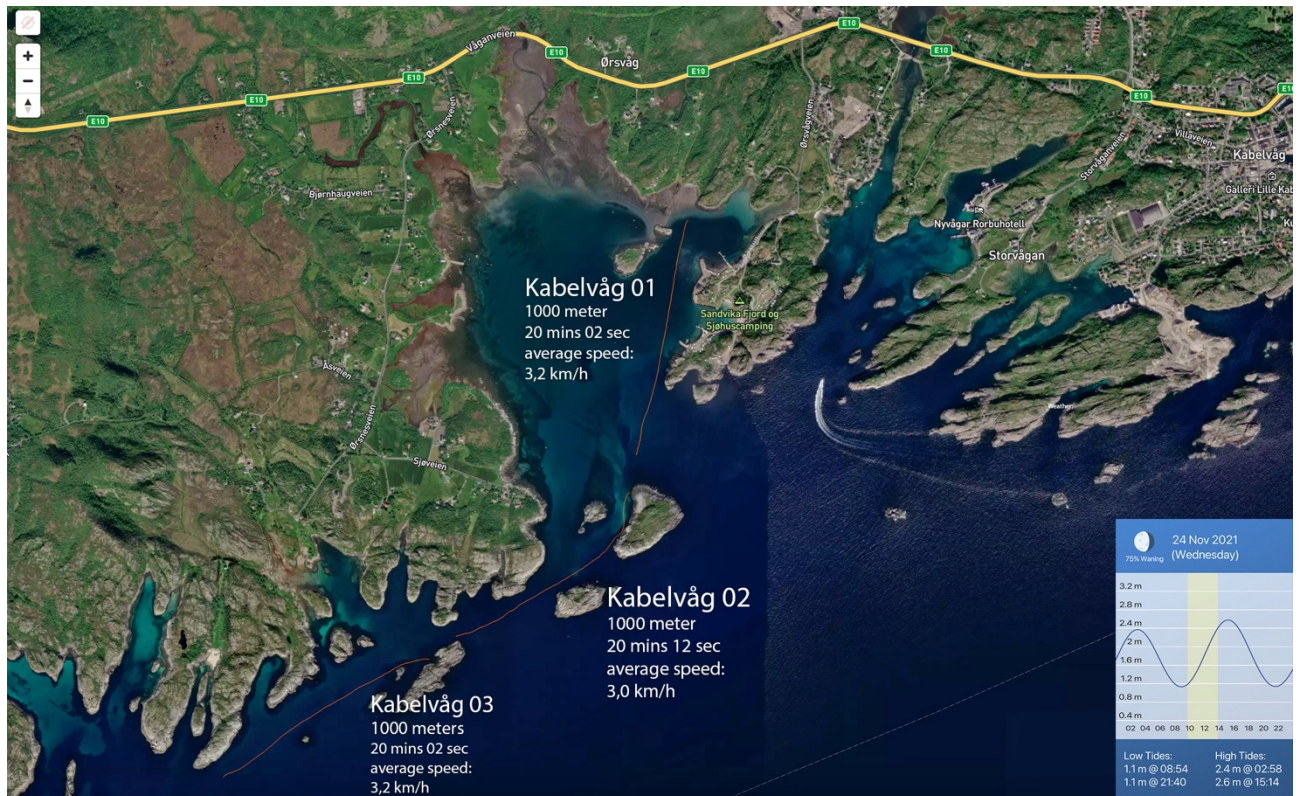 E10
Våganveien
E10
Ørsvåg
E10
E10
E10
E10
E10
E10
E10
Ørsnesveien
Ørsvågveien
Storvåganveien
Villaveien
Kabelvåg
Galleri Lille Kab
Ku
Bjørnhaugveien
Nyvågar Rorbuhotell
Storvågan
Kabelvåg 01
1000 meter
20 mins 02 sec
average speed:
3,2 km/h
Sandvika Fjord og
Sjøhuscamping
Åsveien
Ørsnesveien
Sjøveien
Kabelvåg 02
1000 meter
20 mins 12 sec
average speed:
3,0 km/h
Kabelvåg 03
1000 meters
20 mins 02 sec
average speed:
3,2 km/h
75% Waning
24 Nov 2021
(Wednesday)
3.2 m
2.8 m
2.4 m
2 m
1.6 m
1.2 m
0.8 m
0.4 m
02 04 06 08 10 12 14 16 18 20 22
Low Tides:
1.1 m @ 08:54
1.1 m @ 21:40
High Tides:
2.4 m @ 02:58
2.6 m @ 15:14